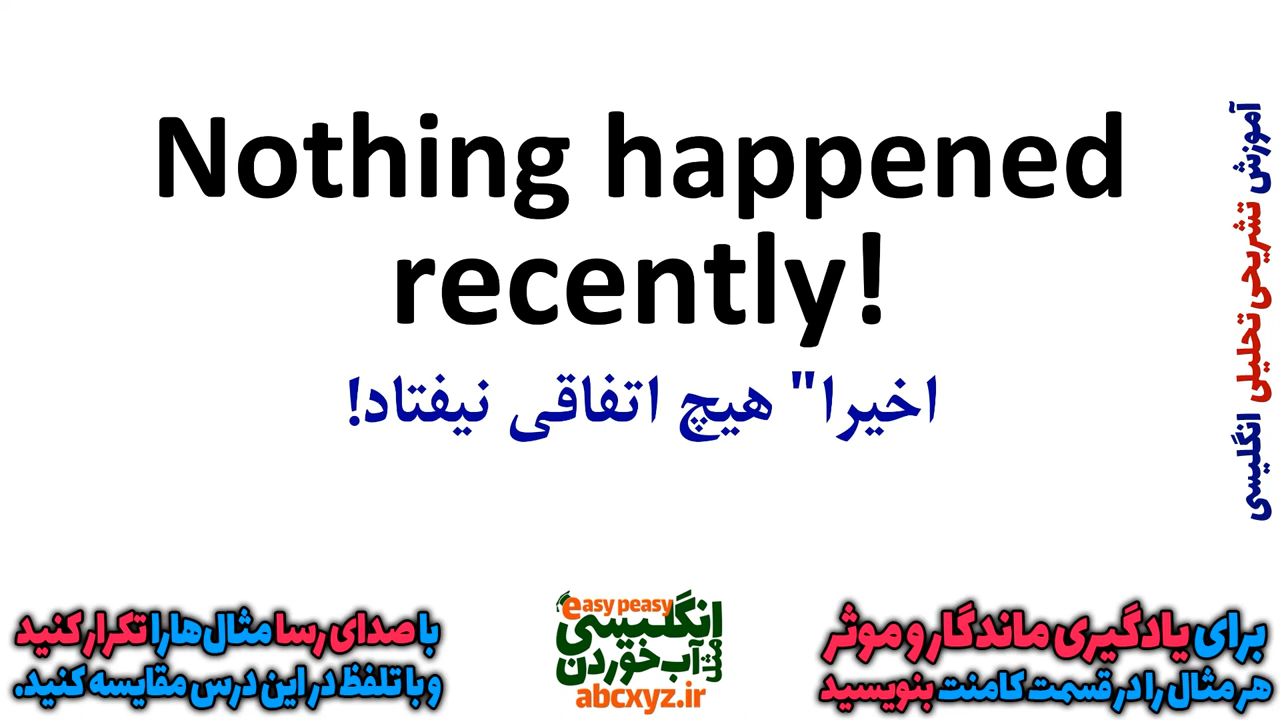 Nothing happened
recently!
اخیرا" هیچ اتفاقی نیفتاد!
آموزش تشریحی تحلیلی انگلیسی
برای یادگیری ماندگار و موثر
هر مثال را در قسمت کامنت بنویسید
easy peasy
انگلیسی
مثل آب خوردن
abcxyz.ir
با صدای رسا مثال‌ها را تکرار کنید
و با تلفظ در این درس مقایسه کنید.